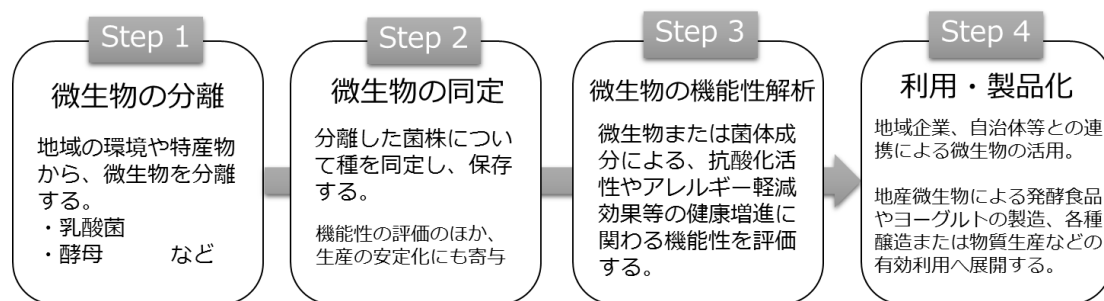 Step 1
微生物の分離
地域の環境や特産物
から、微生物を分離
する。
・乳酸菌
・酵母　　など
Step 2
微生物の同定
分離した菌株につい
て種を同定し、保存
する。
機能性の評価のほか、
生産の安定化にも寄与
Step 3
微生物の機能性解析
微生物または菌体成
分による、抗酸化活
性やアレルギー軽減
効果等の健康増進に
関わる機能性を評価
する。
Step 4
利用・製品化
地域企業、自治体等との連
携による微生物の活用。
地産微生物による発酵食品
やヨーグルトの製造、各種
醸造または物質生産などの
有効利用へ展開する。